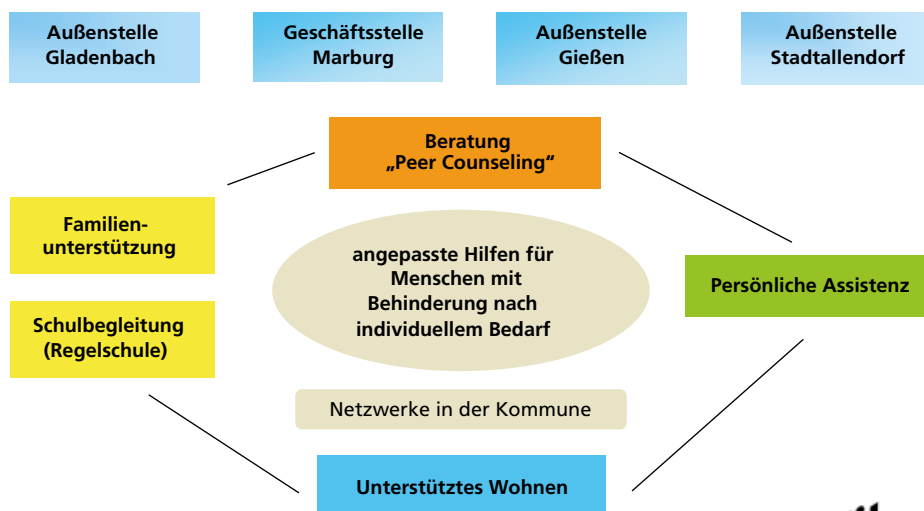 Außenstelle
Gladenbach
Geschäftsstelle
Marburg
Außenstelle
Gießen
Außenstelle
Stadtallendorf
Beratung
„Peer Counseling“
Familien-
unterstützung
angepasste Hilfen für
Menschen mit
Behinderung nach
individuellem Bedarf
Persönliche Assistenz
Schulbegleitung
(Regelschule)
Netzwerke in der Kommune
Unterstütztes Wohnen